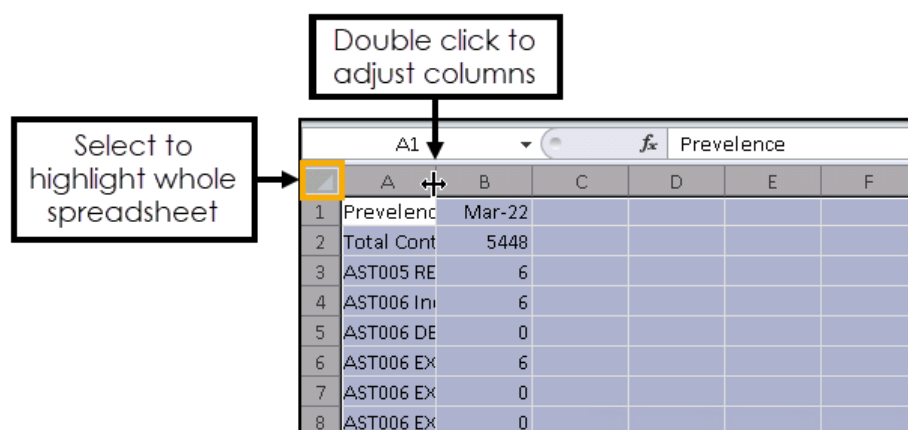 Double click to
adjust columns
Select to
highlight whole
spreadsheet
A1 fx Prevelence
A B C D E F
1 Prevelenc Mar-22
2 Total Cont 5448
3 AST005 RE 6
4 AST006 In 6
5 AST006 DE 0
6 AST006 EX 6
7 AST006 EX 0
8 AST006 EX 0